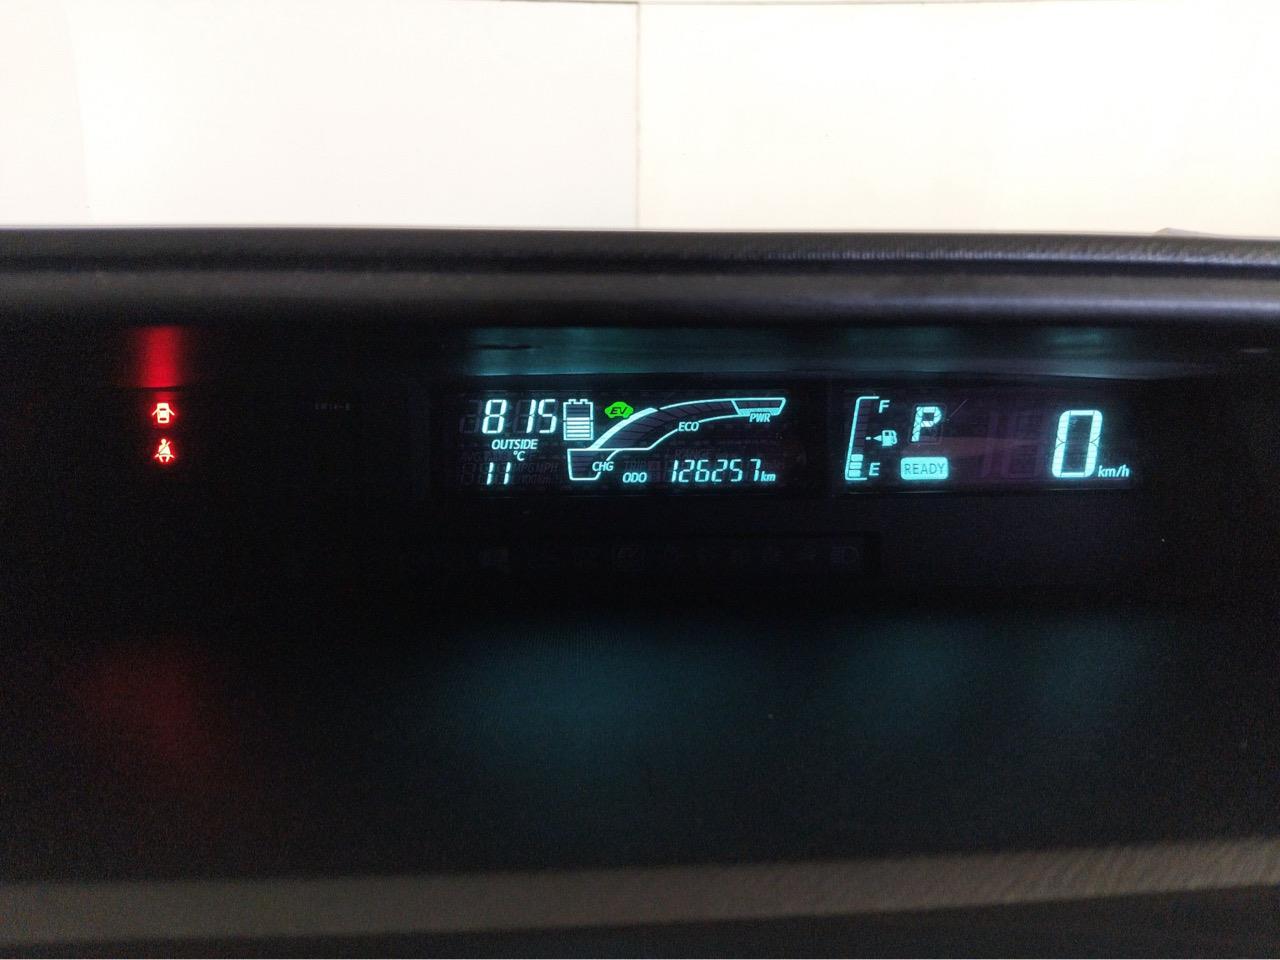 8:15
EV
F
P
PWR
ECO
OUTSIDE
°C
11
CHG
ODO 126257 km
E
READY
0 km/h